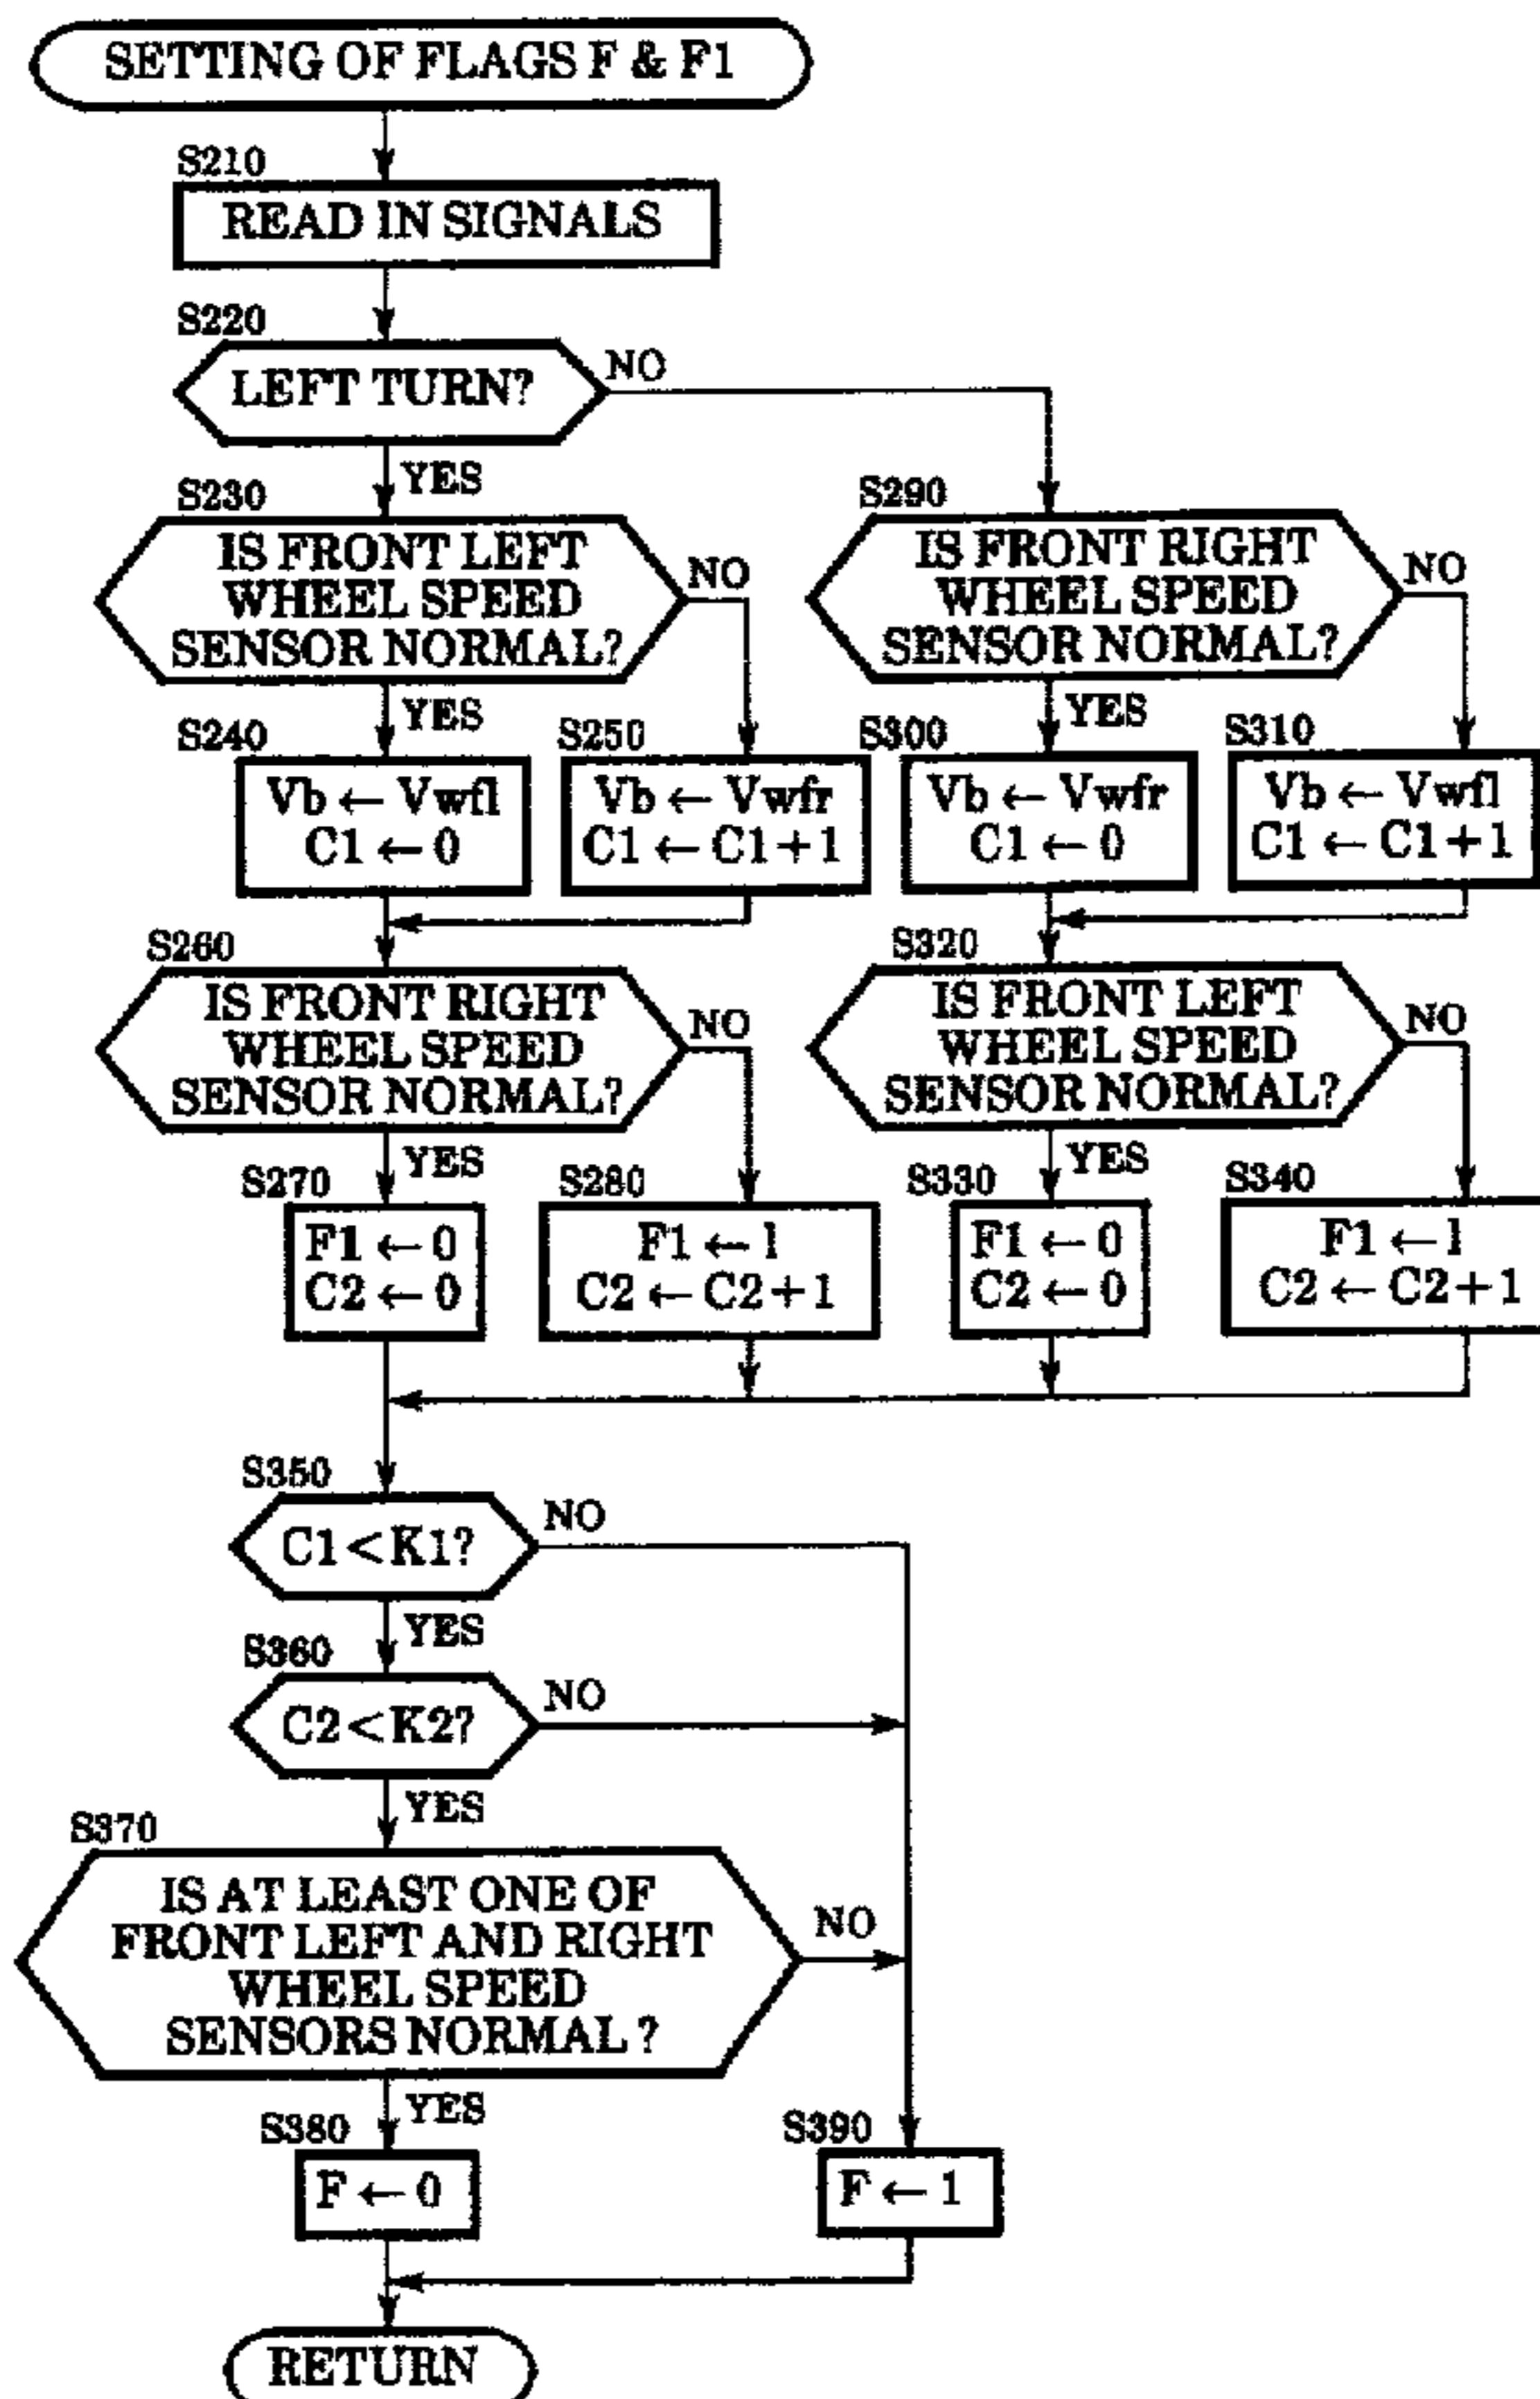 SETTING OF FLAGS F & F1
S210
READ IN SIGNALS
S220
LEFT TURN?
NO
YES
S230
IS FRONT LEFT
WHEEL SPEED
SENSOR NORMAL?
NO
S290
IS FRONT RIGHT
WHEEL SPEED
SENSOR NORMAL?
NO
YES
S240
Vb ← Vwfl
C1 ← 0
S250
Vb ← Vwfr
C1 ← C1+1
YES
S300
Vb ← Vwfr
C1 ← 0
S310
Vb ← Vwfl
C1 ← C1+1
S260
IS FRONT RIGHT
WHEEL SPEED
SENSOR NORMAL?
NO
S320
IS FRONT LEFT
WHEEL SPEED
SENSOR NORMAL?
NO
YES
S270
F1 ← 0
C2 ← 0
S280
F1 ← 1
C2 ← C2+1
YES
S330
F1 ← 0
C2 ← 0
S340
F1 ← 1
C2 ← C2+1
S350
C1<K1?
NO
YES
S360
C2<K2?
NO
YES
S370
IS AT LEAST ONE OF
FRONT LEFT AND RIGHT
WHEEL SPEED
SENSORS NORMAL ?
NO
YES
S380
F ← 0
S390
F ← 1
RETURN